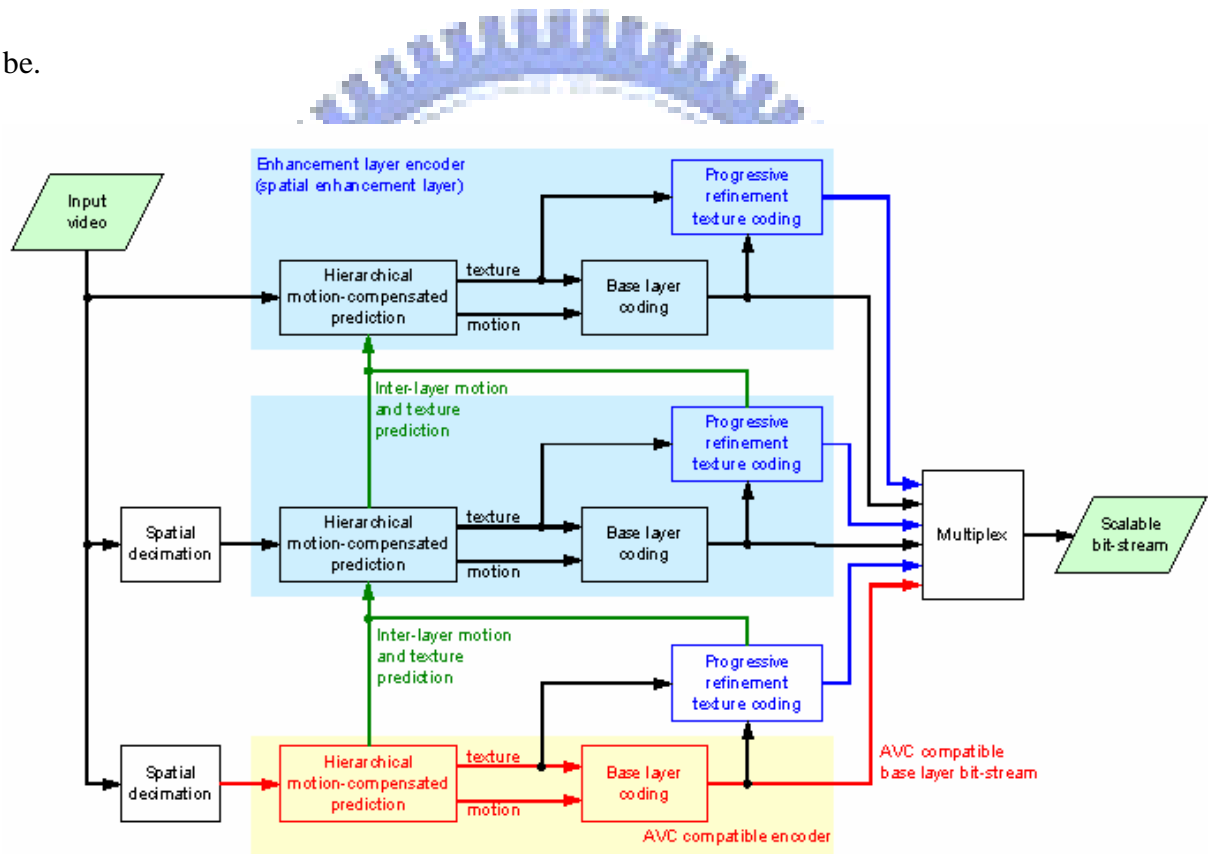 be.
Enhancement layer encoder
(spatial enhancement layer)
Progressive
refinement
texture coding
Input
video
Hierarchical
motion-compensated
prediction
texture
motion
Base layer
coding
Inter-layer motion
and texture
prediction
Progressive
refinement
texture coding
Spatial
decimation
Hierarchical
motion-compensated
prediction
texture
motion
Base layer
coding
Multiplex
Scalable
bit-stream
Inter-layer motion
and texture
prediction
Progressive
refinement
texture coding
Spatial
decimation
Hierarchical
motion-compensated
prediction
texture
motion
Base layer
coding
AVC compatible
base layer bit-stream
AVC compatible encoder